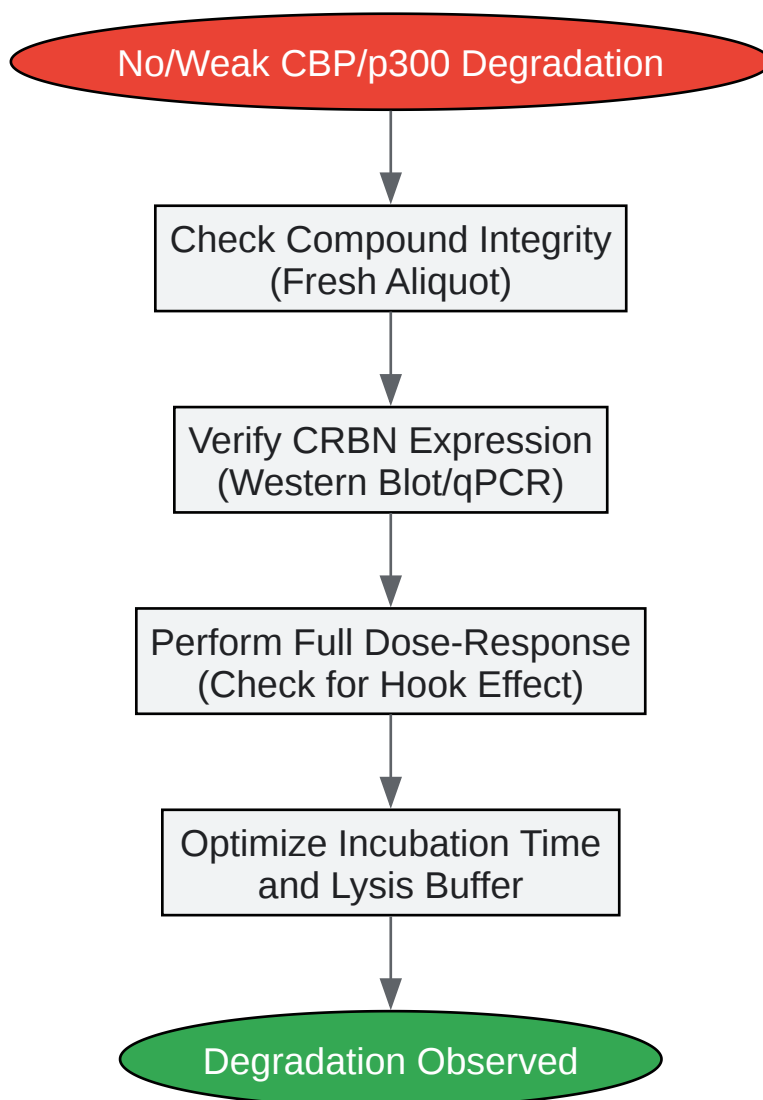 No/Weak CBP/p300 Degradation
Check Compound Integrity
(Fresh Aliquot)
Verify CRBN Expression
(Western Blot/qPCR)
Perform Full Dose-Response
(Check for Hook Effect)
Optimize Incubation Time
and Lysis Buffer
Degradation Observed